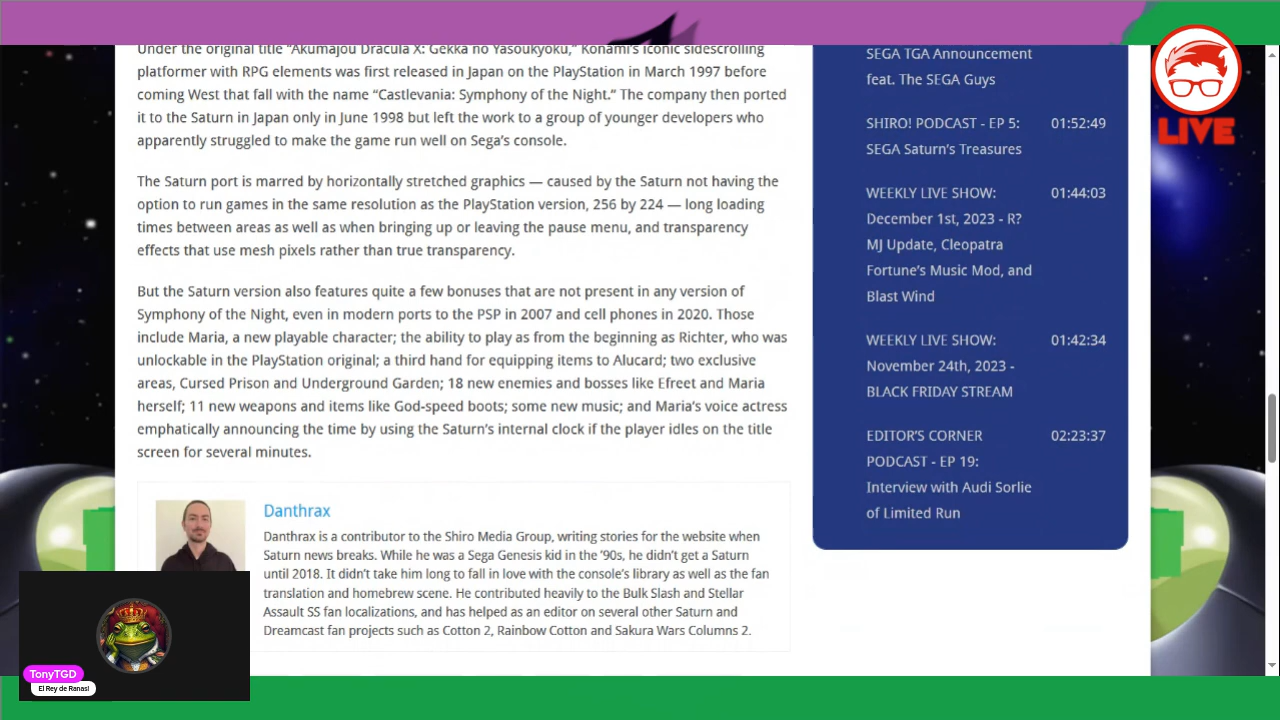 Under the original title “Akumajou Dracula X: Gekka no Yasoukyoku,” Konami’s iconic sidescrolling
platformer with RPG elements was first released in Japan on the PlayStation in March 1997 before
coming West that fall with the name “Castlevania: Symphony of the Night.” The company then ported
it to the Saturn in Japan only in June 1998 but left the work to a group of younger developers who
apparently struggled to make the game run well on Sega’s console.
The Saturn port is marred by horizontally stretched graphics — caused by the Saturn not having the
option to run games in the same resolution as the PlayStation version, 256 by 224 — long loading
times between areas as well as when bringing up or leaving the pause menu, and transparency
effects that use mesh pixels rather than true transparency.
But the Saturn version also features quite a few bonuses that are not present in any version of
Symphony of the Night, even in modern ports to the PSP in 2007 and cell phones in 2020. Those
include Maria, a new playable character; the ability to play as from the beginning as Richter, who was
unlockable in the PlayStation original; a third hand for equipping items to Alucard; two exclusive
areas, Cursed Prison and Underground Garden; 18 new enemies and bosses like Efreet and Maria
herself; 11 new weapons and items like God-speed boots; some new music; and Maria’s voice actress
emphatically announcing the time by using the Saturn’s internal clock if the player idles on the title
screen for several minutes.
Danthrax
Danthrax is a contributor to the Shiro Media Group, writing stories for the website when
Saturn news breaks. While he was a Sega Genesis kid in the ’90s, he didn’t get a Saturn
until 2018. It didn’t take him long to fall in love with the console’s library as well as the fan
translation and homebrew scene. He contributed heavily to the Bulk Slash and Stellar
Assault SS fan localizations, and has helped as an editor on several other Saturn and
Dreamcast fan projects such as Cotton 2, Rainbow Cotton and Sakura Wars Columns 2.
SEGA TGA Announcement
feat. The SEGA Guys
SHIRO! PODCAST - EP 5: 01:52:49
SEGA Saturn’s Treasures
WEEKLY LIVE SHOW: 01:44:03
December 1st, 2023 - R?
MJ Update, Cleopatra
Fortune’s Music Mod, and
Blast Wind
WEEKLY LIVE SHOW: 01:42:34
November 24th, 2023 -
BLACK FRIDAY STREAM
EDITOR’S CORNER 02:23:37
PODCAST - EP 19:
Interview with Audi Sorlie
of Limited Run
LIVE
TonyTGD
El Rey de Ranas!